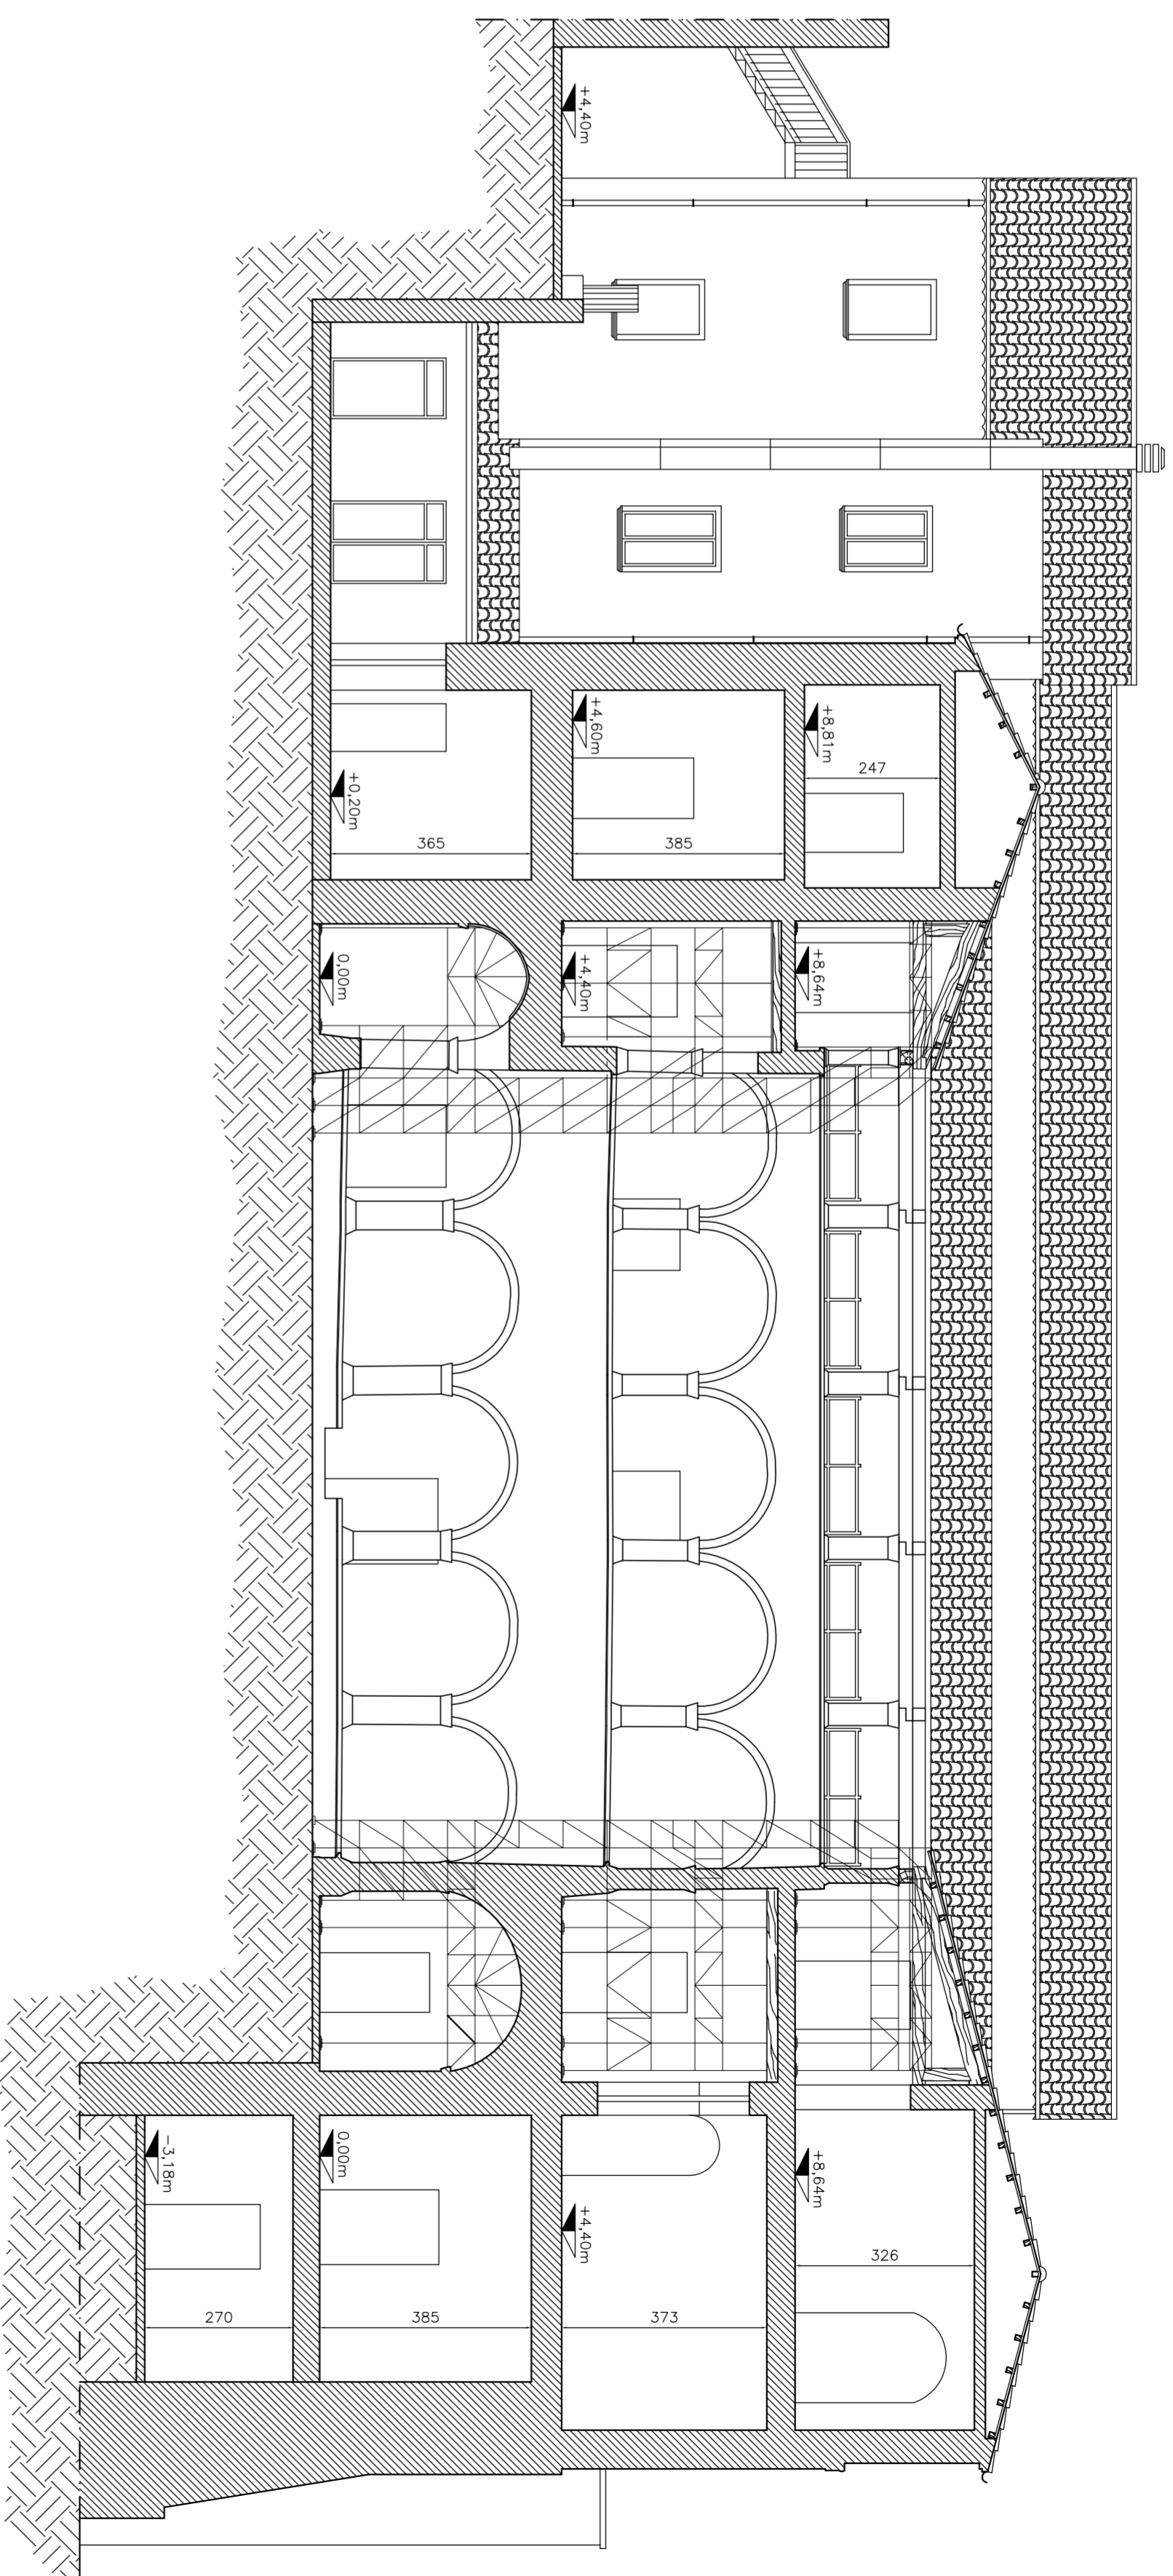 +4,40m
+8,81m
247
+4,60m
385
+0,20m
365
+8,64m
+4,40m
0,00m
+8,64m
326
+4,40m
373
0,00m
385
-3,18m
270